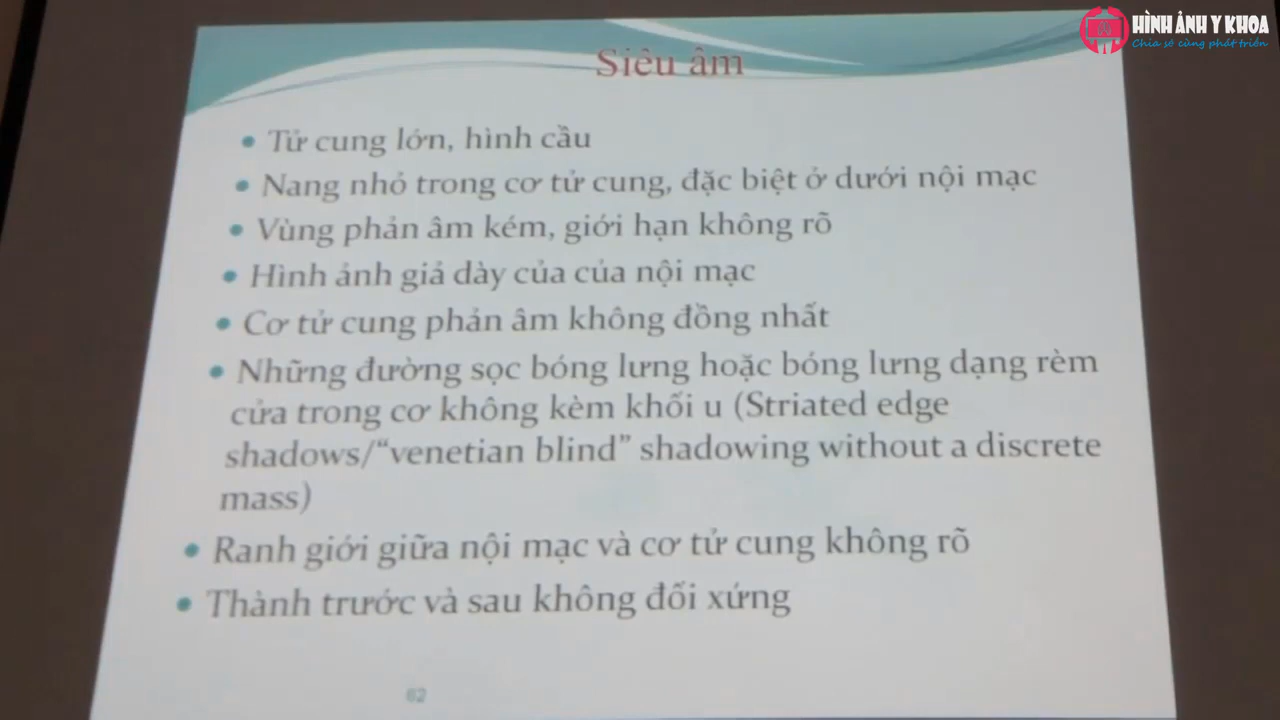 HÌNH ẢNH Y KHOA
Chia sẻ cùng phát triển
Siêu âm
• Tử cung lớn, hình cầu
• Nang nhỏ trong cơ tử cung, đặc biệt ở dưới nội mạc
• Vùng phản âm kém, giới hạn không rõ
• Hình ảnh giả dày của của nội mạc
• Cơ tử cung phản âm không đồng nhất
• Những đường sọc bóng lưng hoặc bóng lưng dạng rèm
cửa trong cơ không kèm khối u (Striated edge
shadows/“venetian blind” shadowing without a discrete
mass)
• Ranh giới giữa nội mạc và cơ tử cung không rõ
• Thành trước và sau không đối xứng
62